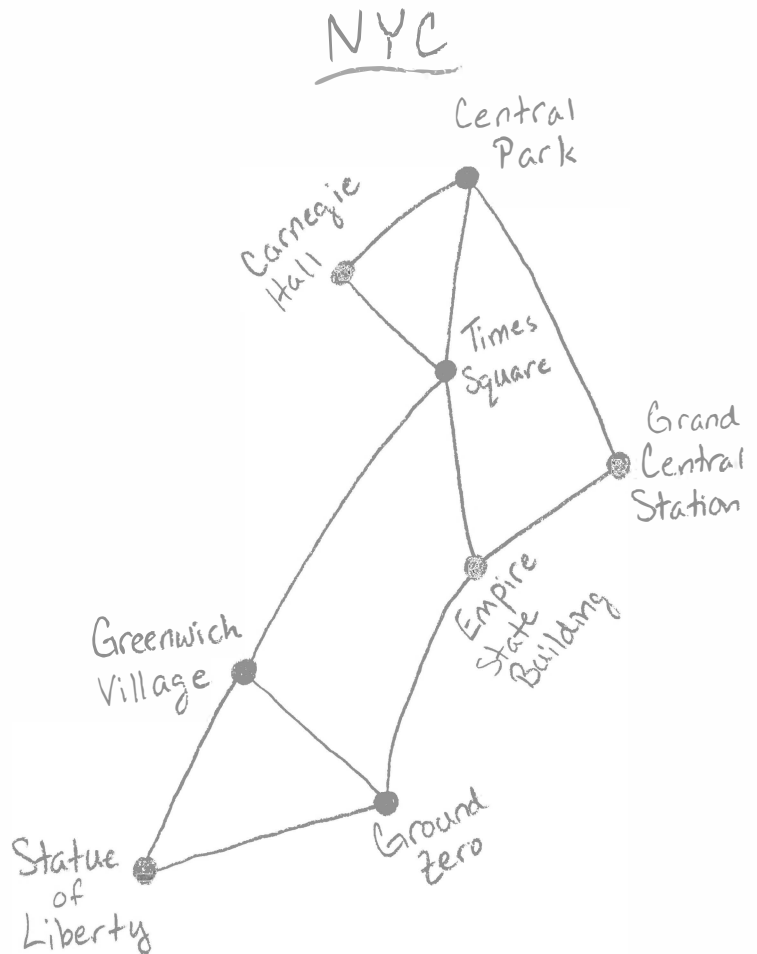 NYC
Central
Park
Carnegie
Hall
Times
Square
Grand
Central
Station
Empire
State
Building
Greenwich
Village
Ground
Zero
Statue
of
Liberty